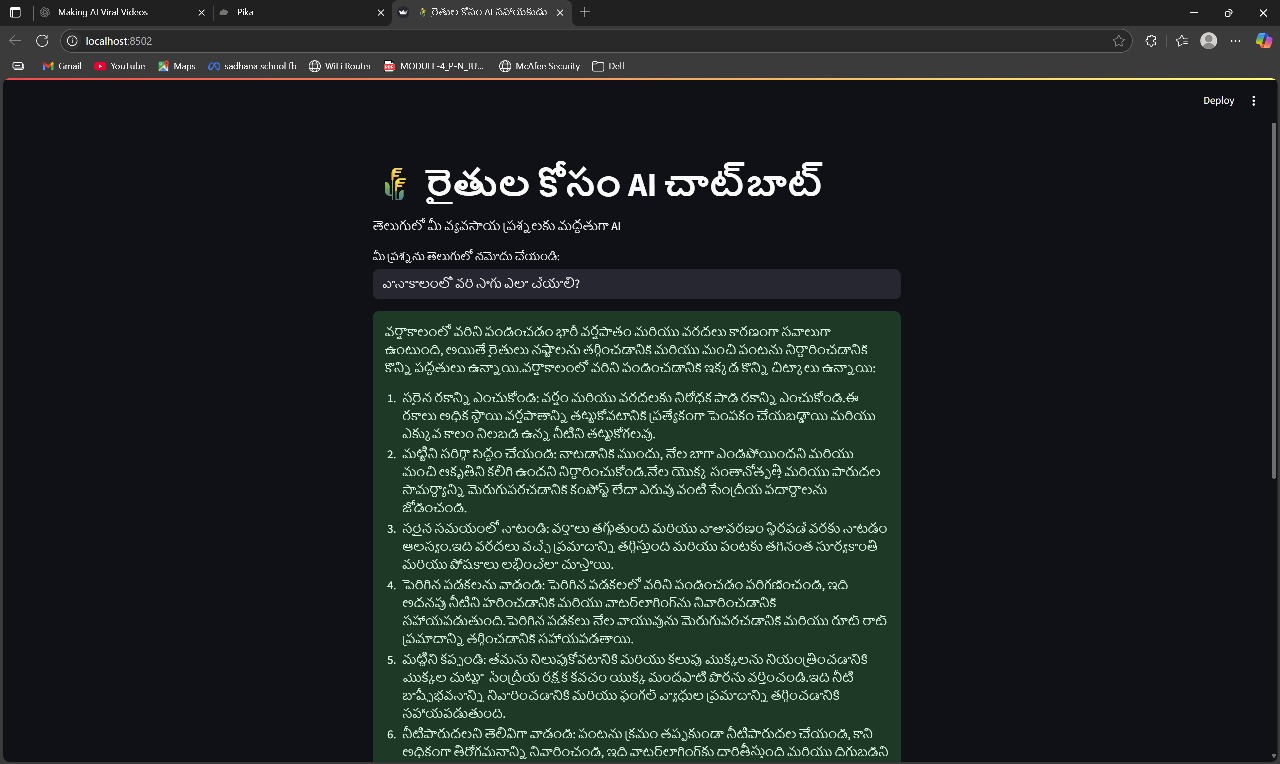 Making AI Viral Videos
Pika
రైతుల కోసం AI సహాయకుడు
localhost:8502
Gmail
YouTube
Maps
sadhana school fb
WiFi Router
MODULE-4_P-N_JU...
McAfee Security
Dell
Deploy
రైతుల కోసం AI చాట్‌బాట్
తెలుగులో మీ వ్యవసాయ ప్రశ్నలకు మద్దతుగా AI
మీ ప్రశ్నను తెలుగులో నమోదు చేయండి:
వానాకాలంలో వరి సాగు ఎలా చేయాలి?
వర్షాకాలంలో వరిని పండించడం భారీ వర్షపాతం మరియు వరదలు కారణంగా సవాలుగా
ఉంటుంది, అయితే రైతులు నష్టాలను తగ్గించడానికి మరియు మంచి పంటను నిర్ధారించడానికి
కొన్ని పద్ధతులు ఉన్నాయి.వర్షాకాలంలో వరిని పండించడానికి ఇక్కడ కొన్ని చిట్కాలు ఉన్నాయి:
1. సరైన రకాన్ని ఎంచుకోండి: వర్షం మరియు వరదలకు నిరోధక పాడి రకాన్ని ఎంచుకోండి.ఈ
రకాలు అధిక స్థాయి వర్షపాతాన్ని తట్టుకోవటానికి ప్రత్యేకంగా పెంపకం చేయబడ్డాయి మరియు
ఎక్కువ కాలం నిలబడి ఉన్న నీటిని తట్టుకోగలవు.
2. మట్టిని సరిగ్గా సిద్ధం చేయండి: నాటడానికి ముందు, నేల బాగా ఎండిపోయిందని మరియు
మంచి ఆకృతిని కలిగి ఉందని నిర్ధారించుకోండి.నేల యొక్క సంతానోత్పత్తి మరియు పారుదల
సామర్థ్యాన్ని మెరుగుపరచడానికి కంపోస్ట్ లేదా ఎరువు వంటి సేంద్రీయ పదార్థాలను
జోడించండి.
3. సరైన సమయంలో నాటండి: వర్షాలు తగ్గుతుంది మరియు వాతావరణం స్థిరపడే వరకు నాటడం
ఆలస్యం.ఇది వరదలు వచ్చే ప్రమాదాన్ని తగ్గిస్తుంది మరియు పంటకు తగినంత సూర్యకాంతి
మరియు పోషకాలు లభించేలా చూస్తాయి.
4. పెరిగిన పడకలను వాడండి: పెరిగిన పడకలలో వరిని పండించడం పరిగణించండి, ఇది
అదనపు నీటిని హరించడానికి మరియు వాటర్‌లాగింగ్‌ను నివారించడానికి
సహాయపడుతుంది.పెరిగిన పడకలు నేల వాయువును మెరుగుపరచడానికి మరియు రూట్ రాట్
ప్రమాదాన్ని తగ్గించడానికి సహాయపడతాయి.
5. మట్టిని కప్పండి: తేమను నిలుపుకోవటానికి మరియు కలుపు మొక్కలను నియంత్రించడానికి
మొక్కల చుట్టూ సేంద్రీయ రక్షక కవచం యొక్క మందపాటి పొరను వర్తించండి.ఇది నీటి
బాష్పీభవనాన్ని నివారించడానికి మరియు ఫంగల్ వ్యాధుల ప్రమాదాన్ని తగ్గించడానికి
సహాయపడుతుంది.
6. నీటిపారుదలని తెలివిగా వాడండి: పంటను క్రమం తప్పకుండా నీటిపారుదల చేయండి, కాని
అధికంగా తిరోగమనాన్ని నివారించండి, ఇది వాటర్‌లాగింగ్‌కు దారితీస్తుంది మరియు దిగుబడిని